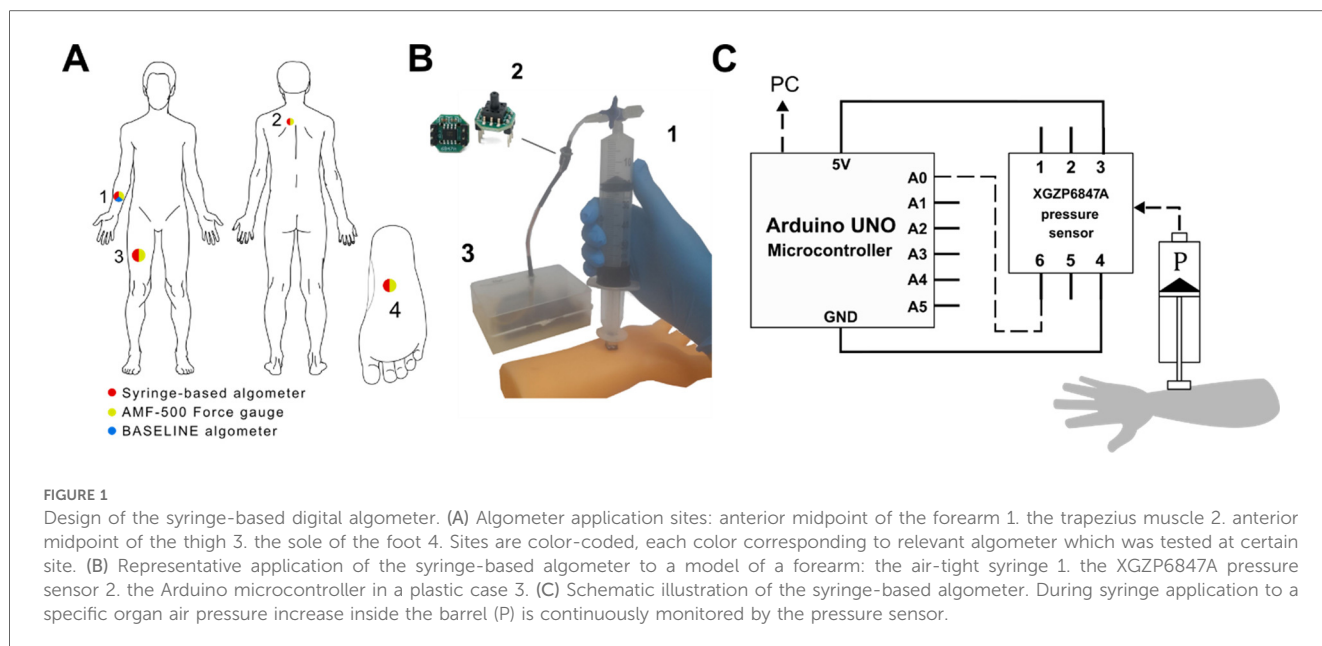 A
1
2
3
4
Syringe-based algometer
AMF-500 Force gauge
BASELINE algometer
B
2
1
3
C
PC
5V
A0
A1
A2
A3
A4
A5
Arduino UNO
Microcontroller
GND
1 2 3
XGZP6847A
pressure
sensor
6 5 4
P
FIGURE 1
Design of the syringe-based digital algometer. (A) Algometer application sites: anterior midpoint of the forearm 1. the trapezius muscle 2. anterior
midpoint of the thigh 3. the sole of the foot 4. Sites are color-coded, each color corresponding to relevant algometer which was tested at certain
site. (B) Representative application of the syringe-based algometer to a model of a forearm: the air-tight syringe 1. the XGZP6847A pressure
sensor 2. the Arduino microcontroller in a plastic case 3. (C) Schematic illustration of the syringe-based algometer. During syringe application to a
specific organ air pressure increase inside the barrel (P) is continuously monitored by the pressure sensor.